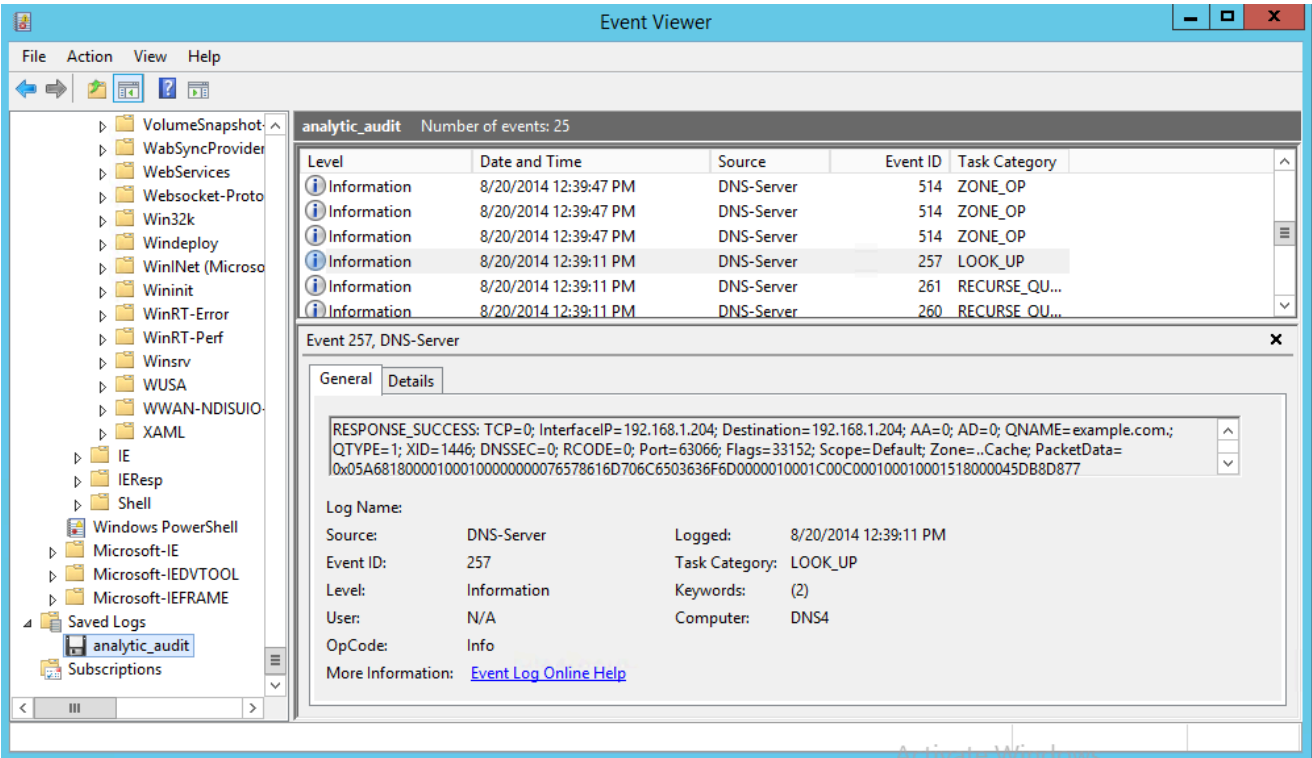 Event Viewer
File Action View Help
VolumeSnapshot-
WabSyncProvider
WebServices
Websocket-Proto
Win32k
Windeploy
WinINet (Microso
Wininit
WinRT-Error
WinRT-Perf
Winsrv
WUSA
WWAN-NDISUIO-
XAML
IE
IEResp
Shell
Windows PowerShell
Microsoft-IE
Microsoft-IEDVTOOL
Microsoft-IEFRAME
Saved Logs
analytic_audit
Subscriptions
analytic_audit Number of events: 25
Level Date and Time Source Event ID Task Category
Information 8/20/2014 12:39:47 PM DNS-Server 514 ZONE_OP
Information 8/20/2014 12:39:47 PM DNS-Server 514 ZONE_OP
Information 8/20/2014 12:39:47 PM DNS-Server 514 ZONE_OP
Information 8/20/2014 12:39:11 PM DNS-Server 257 LOOK_UP
Information 8/20/2014 12:39:11 PM DNS-Server 261 RECURSE_QU...
Information 8/20/2014 12:39:11 PM DNS-Server 260 RECURSE_QU...
Event 257, DNS-Server
General Details
RESPONSE_SUCCESS: TCP=0; InterfaceIP=192.168.1.204; Destination=192.168.1.204; AA=0; AD=0; QNAME=example.com.;
QTYPE=1; XID=1446; DNSSEC=0; RCODE=0; Port=63066; Flags=33152; Scope=Default; Zone=..Cache; PacketData=
0x05A681800001000100000000076578616D706C6503636F6D0000010001C00C00010001000151800045DB8D877
Log Name:
Source: DNS-Server Logged: 8/20/2014 12:39:11 PM
Event ID: 257 Task Category: LOOK_UP
Level: Information Keywords: (2)
User: N/A Computer: DNS4
OpCode: Info
More Information: Event Log Online Help